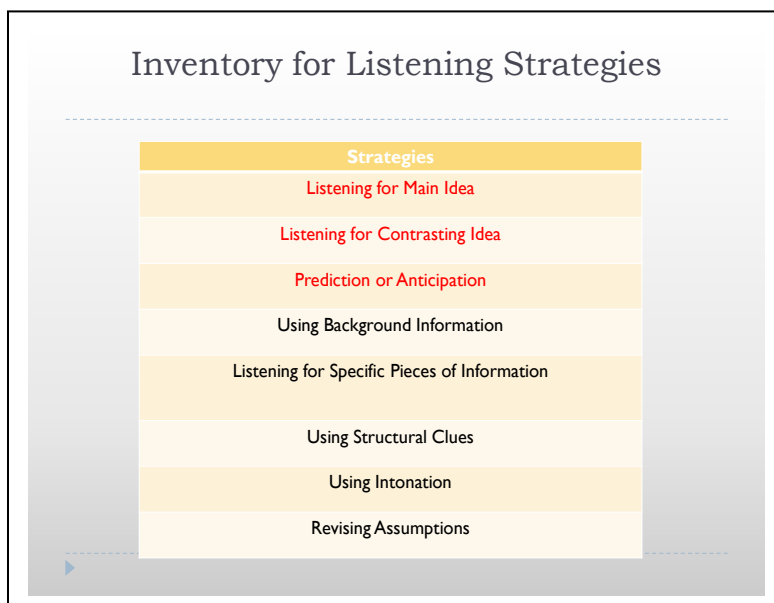 Inventory for Listening Strategies
Strategies
Listening for Main Idea
Listening for Contrasting Idea
Prediction or Anticipation
Using Background Information
Listening for Specific Pieces of Information
Using Structural Clues
Using Intonation
Revising Assumptions